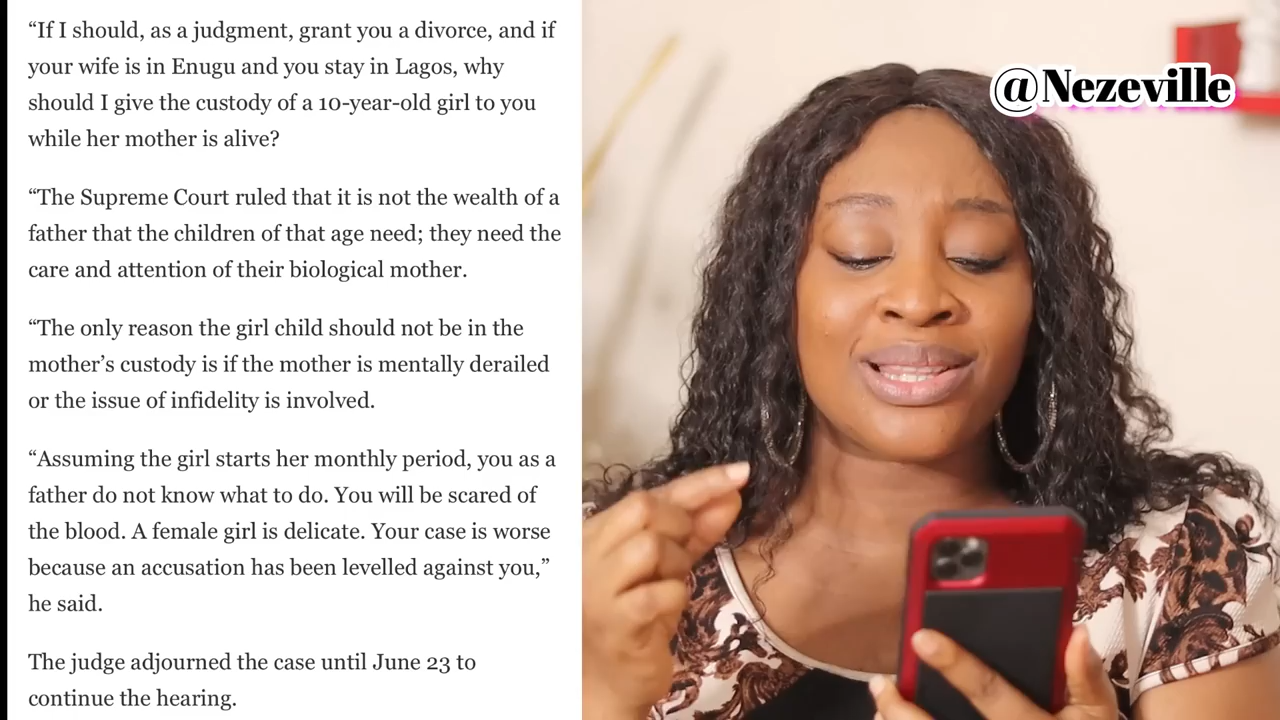 “If I should, as a judgment, grant you a divorce, and if
your wife is in Enugu and you stay in Lagos, why
should I give the custody of a 10-year-old girl to you
while her mother is alive?
“The Supreme Court ruled that it is not the wealth of a
father that the children of that age need; they need the
care and attention of their biological mother.
“The only reason the girl child should not be in the
mother’s custody is if the mother is mentally derailed
or the issue of infidelity is involved.
“Assuming the girl starts her monthly period, you as a
father do not know what to do. You will be scared of
the blood. A female girl is delicate. Your case is worse
because an accusation has been levelled against you,”
he said.
The judge adjourned the case until June 23 to
continue the hearing.
@Nezeville